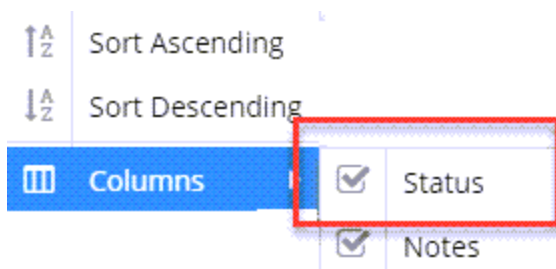 Sort Ascending
Sort Descending
Columns
Status
Notes